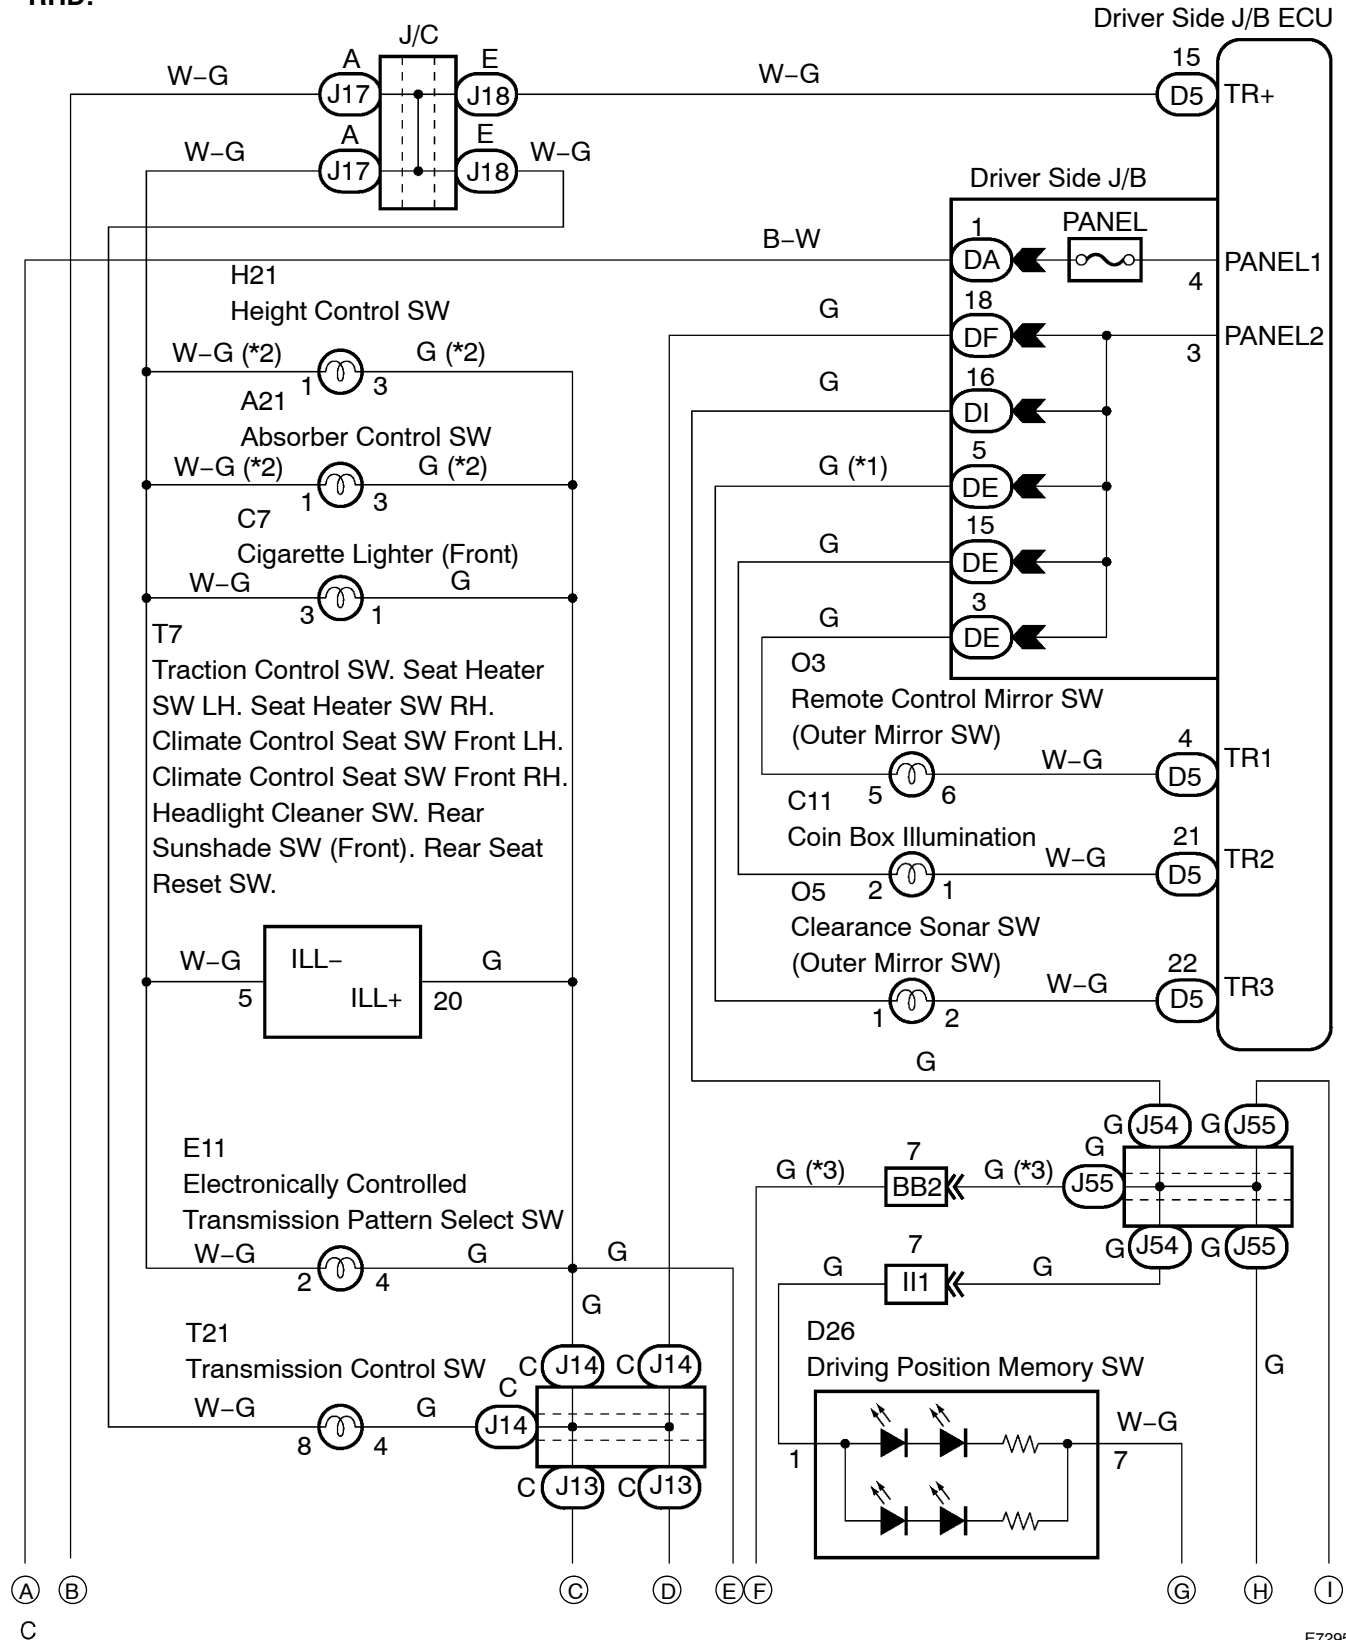 RHD:
Driver Side J/B ECU
J/C
A
E
15
W–G
J17
J18
W–G
D5
TR+
A
E
W–G
J17
J18
W–G
Driver Side J/B
1
PANEL
B–W
DA
4
PANEL1
H21
Height Control SW
G
18
DF
3
PANEL2
W–G (*2)
1
3
G (*2)
G
16
DI
A21
Absorber Control SW
W–G (*2)
1
3
G (*2)
G (*1)
5
DE
C7
Cigarette Lighter (Front)
W–G
3
1
G
G
15
DE
G
3
DE
T7
Traction Control SW. Seat Heater
SW LH. Seat Heater SW RH.
Climate Control Seat SW Front LH.
Climate Control Seat SW Front RH.
Headlight Cleaner SW. Rear
Sunshade SW (Front). Rear Seat
Reset SW.
O3
Remote Control Mirror SW
(Outer Mirror SW)
5
6
W–G
4
D5
TR1
C11
Coin Box Illumination
2
1
W–G
21
D5
TR2
O5
Clearance Sonar SW
(Outer Mirror SW)
1
2
W–G
22
D5
TR3
W–G
5
ILL–
ILL+
20
G
G
E11
Electronically Controlled
Transmission Pattern Select SW
W–G
2
4
G
G
G
G
J54
G
J55
G
J55
G (*3)
7
BB2
G (*3)
G
J54
G
J55
G
7
II1
G
G
T21
Transmission Control SW
W–G
8
4
G
C
J14
C
J14
C
J14
C
J13
C
J13
D26
Driving Position Memory SW
1
7
W–G
A
B
C
D
E
F
G
H
I
C